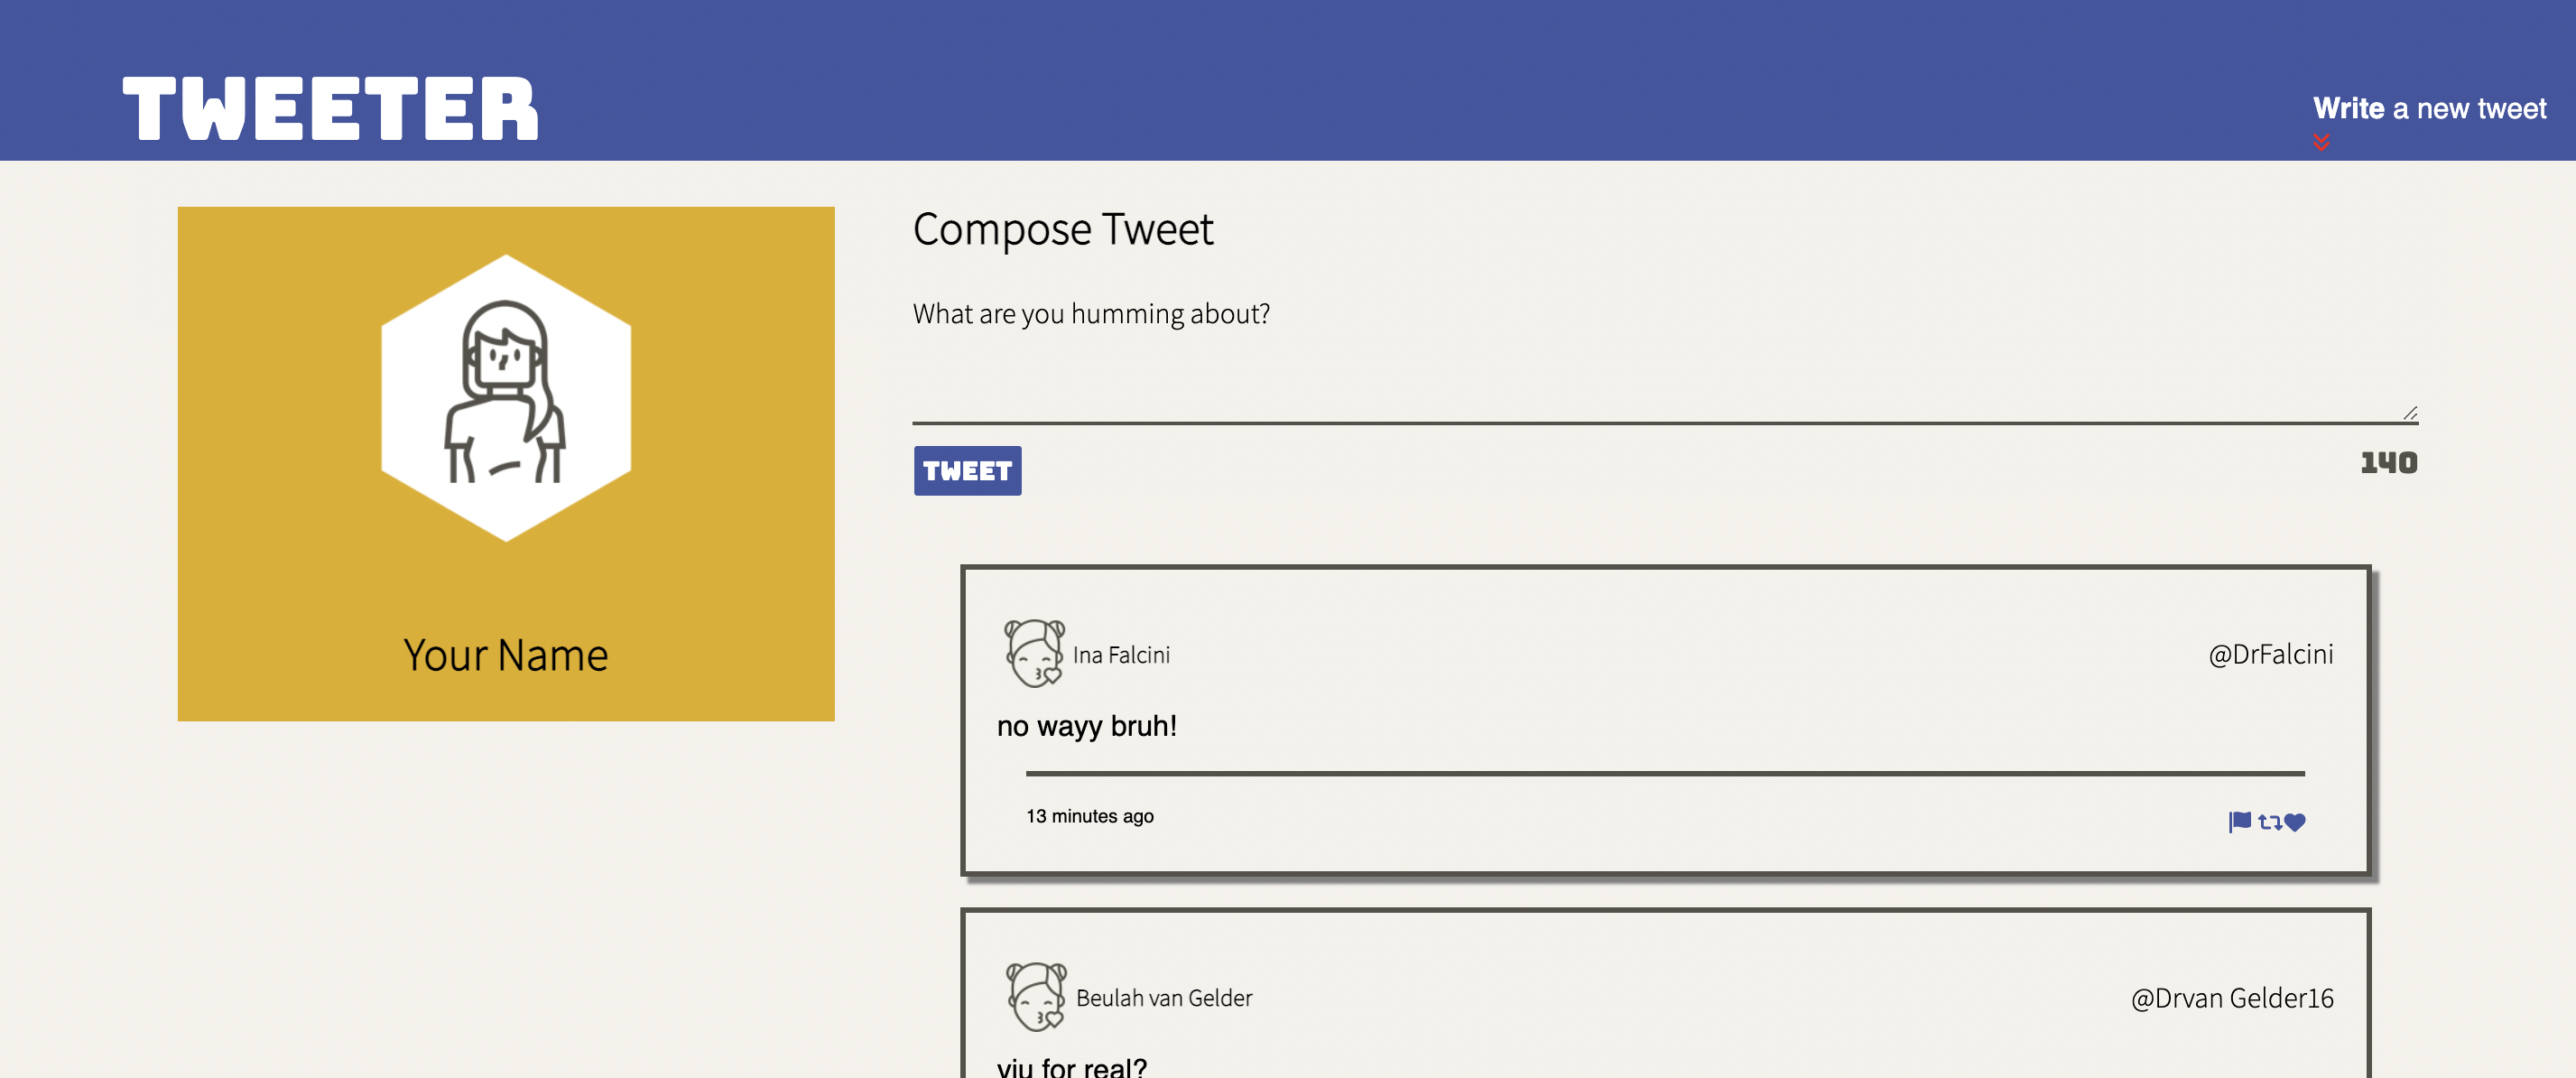 TWEETER
Write a new tweet
Your Name
Compose Tweet
What are you humming about?
TWEET
140
Ina Falcini
@DrFalcini
no wayy bruh!
13 minutes ago
Beulah van Gelder
@Drvan Gelder16
yiu for real?